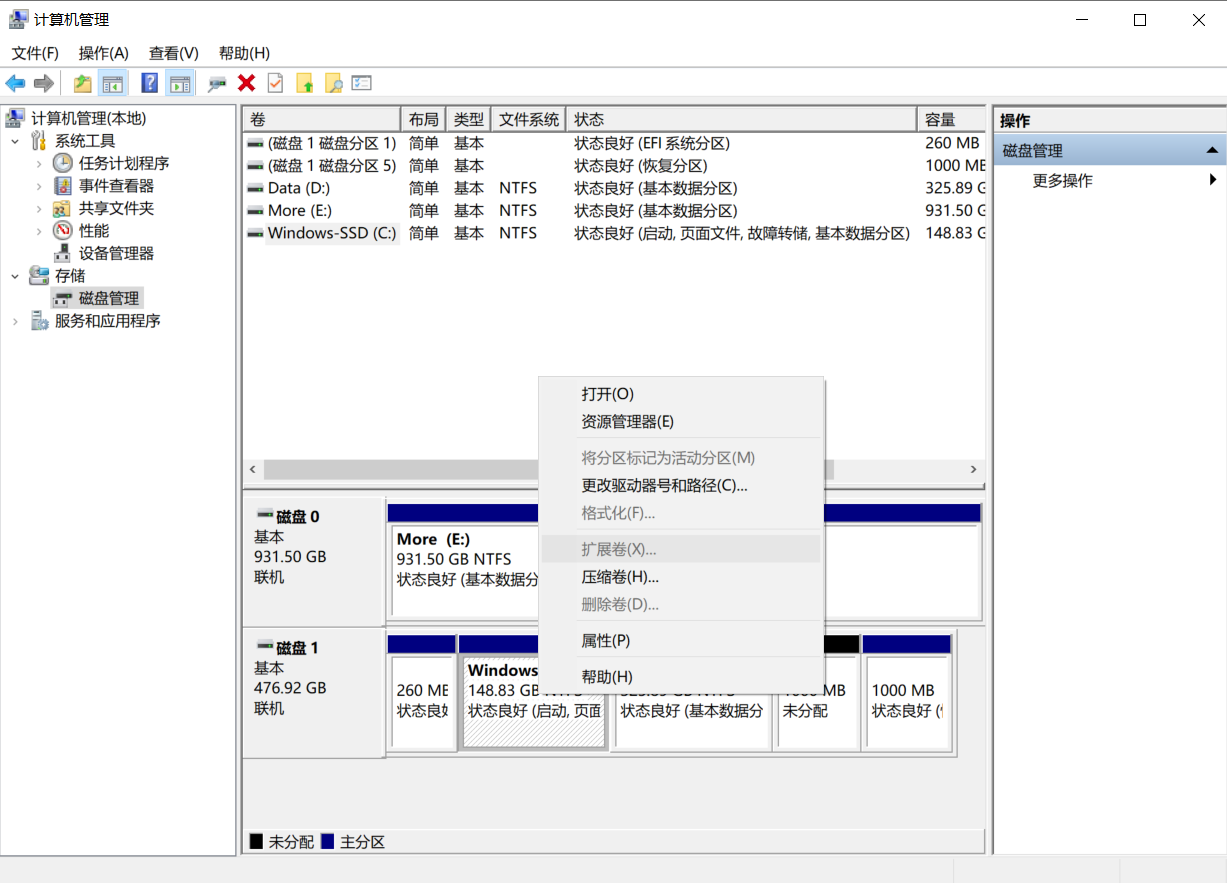 计算机管理
文件(F) 操作(A) 查看(V) 帮助(H)
计算机管理(本地)
系统工具
任务计划程序
事件查看器
共享文件夹
性能
设备管理器
存储
磁盘管理
服务和应用程序
卷 布局 类型 文件系统 状态 容量
(磁盘 1 磁盘分区 1) 简单 基本 状态良好 (EFI 系统分区) 260 MB
(磁盘 1 磁盘分区 5) 简单 基本 状态良好 (恢复分区) 1000 MB
Data (D:) 简单 基本 NTFS 状态良好 (基本数据分区) 325.89 G
More (E:) 简单 基本 NTFS 状态良好 (基本数据分区) 931.50 G
Windows-SSD (C:) 简单 基本 NTFS 状态良好 (启动, 页面文件, 故障转储, 基本数据分区) 148.83 G
打开(O)
资源管理器(E)
将分区标记为活动分区(M)
更改驱动器号和路径(C)...
格式化(F)...
扩展卷(X)...
压缩卷(H)...
删除卷(D)...
属性(P)
帮助(H)
磁盘 0
基本
931.50 GB
联机
More (E:)
931.50 GB NTFS
状态良好 (基本数据分
磁盘 1
基本
476.92 GB
联机
260 MB
状态良好
Windows
148.83 GB NTFS
状态良好 (启动, 页面
状态良好 (基本数据分
MB
未分配
1000 MB
状态良好 (
未分配 主分区
操作
磁盘管理
更多操作